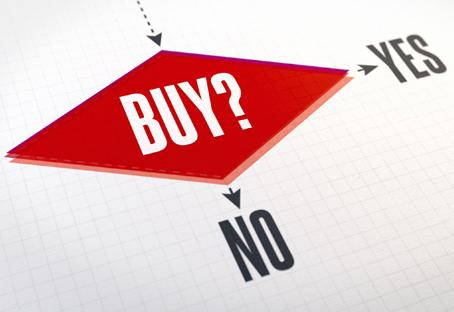 BUY?
YES
NO